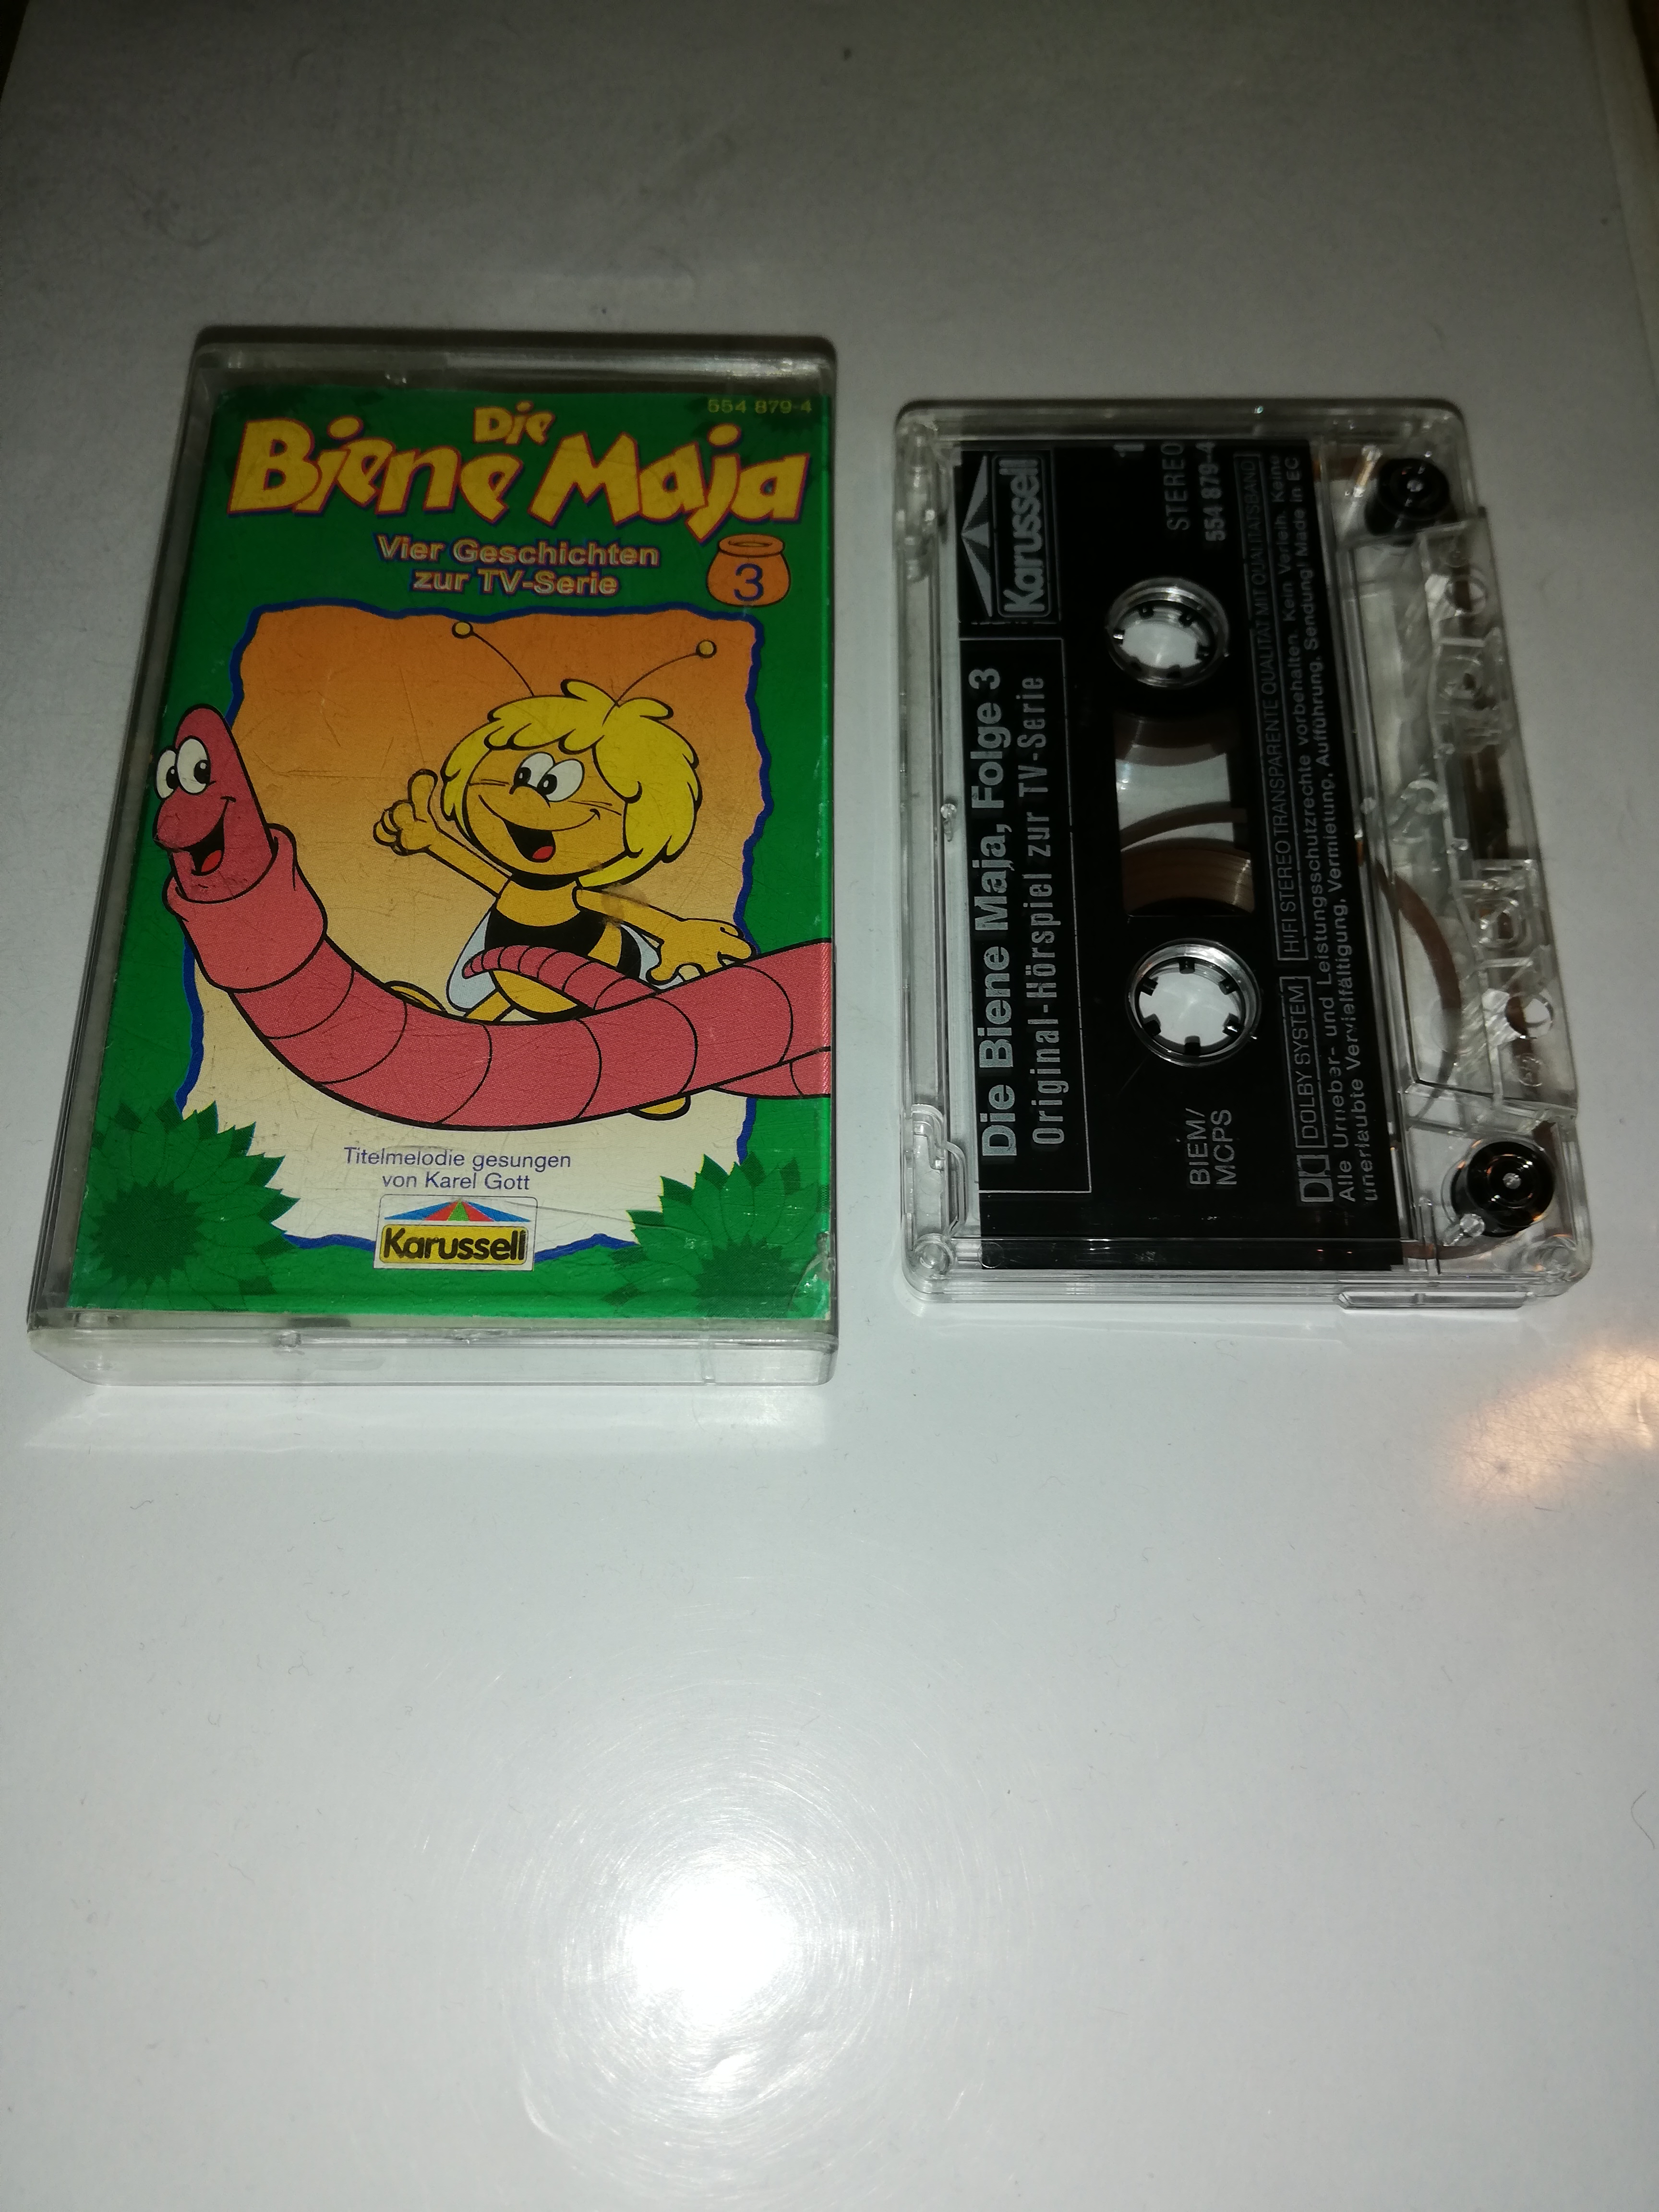 554 879-4
Die
Biene Maja
Vier Geschichten
zur TV-Serie
3
Titelmelodie gesungen
von Karel Gott
Karussell
Karussell
Die Biene Maja, Folge 3
Original-Hörspiel zur TV-Serie
1
STEREO
554 879-4
BIEM/
MCPS
DOLBY SYSTEM HIFI STEREO TRANSPARENTE QUALITÄT MIT QUALITÄTSBAND
Alle Urheber- und Leistungsschutzrechte vorbehalten. Kein Verleih. Keine
unerlaubte Vervielfältigung, Vermietung, Aufführung, Sendung! Made in EC